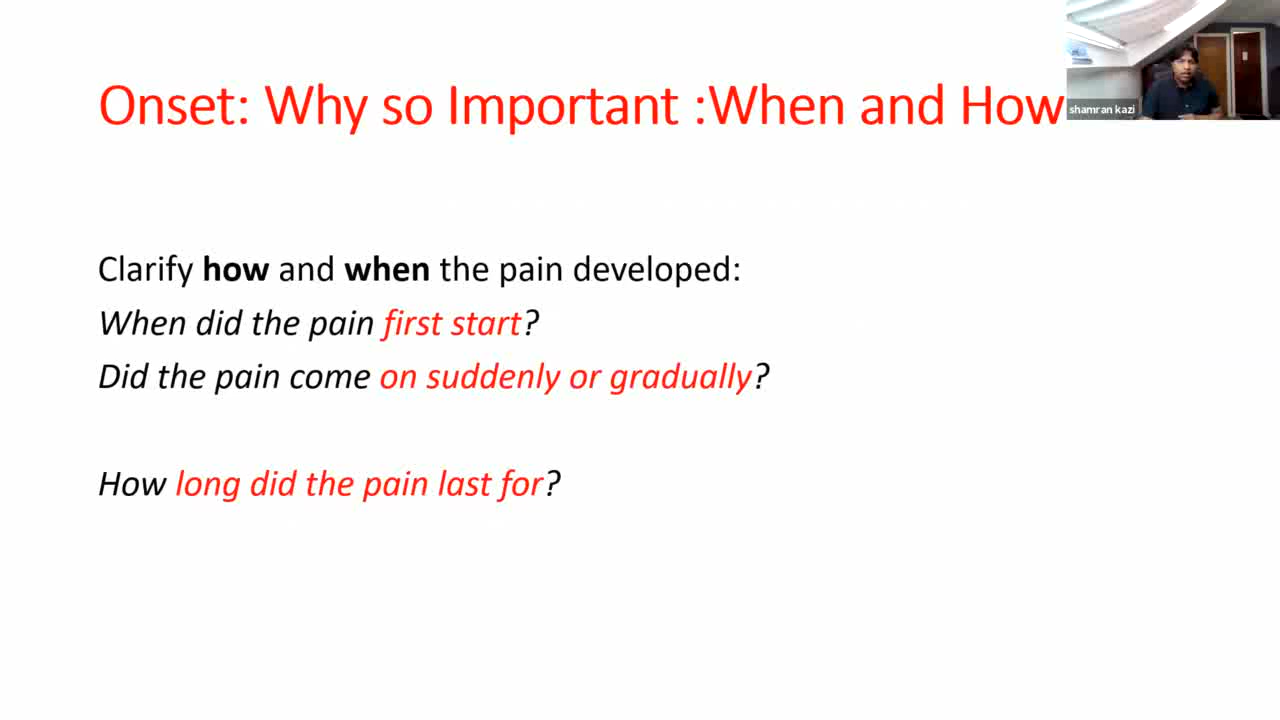 Onset: Why so Important :When and How
shamran kazi
Clarify how and when the pain developed:
When did the pain first start?
Did the pain come on suddenly or gradually?
How long did the pain last for?